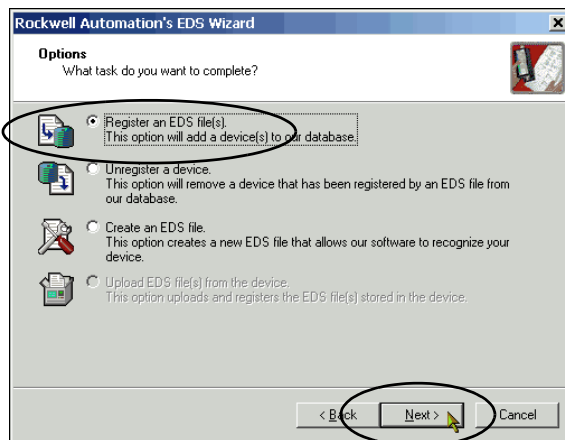 Rockwell Automation's EDS Wizard
Options
What task do you want to complete?
Register an EDS file(s).
This option will add a device(s) to our database.
Unregister a device.
This option will remove a device that has been registered by an EDS file from
our database.
Create an EDS file.
This option creates a new EDS file that allows our software to recognize your
device.
Upload EDS file(s) from the device.
This option uploads and registers the EDS file(s) stored in the device.
< Back
Next >
Cancel